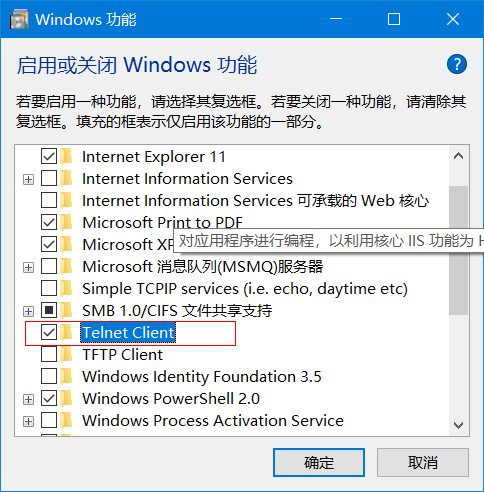 Windows 功能
启用或关闭 Windows 功能
?
若要启用一种功能，请选择其复选框。若要关闭一种功能，请清除其
复选框。填充的框表示仅启用该功能的一部分。
Internet Explorer 11
Internet Information Services
Internet Information Services 可承载的 Web 核心
Microsoft Print to PDF
Microsoft XP
对应用程序进行编程，以利用核心 IIS 功能为 H
Microsoft 消息队列(MSMQ)服务器
Simple TCPIP services (i.e. echo, daytime etc)
SMB 1.0/CIFS 文件共享支持
Telnet Client
TFTP Client
Windows Identity Foundation 3.5
Windows PowerShell 2.0
Windows Process Activation Service
确定
取消